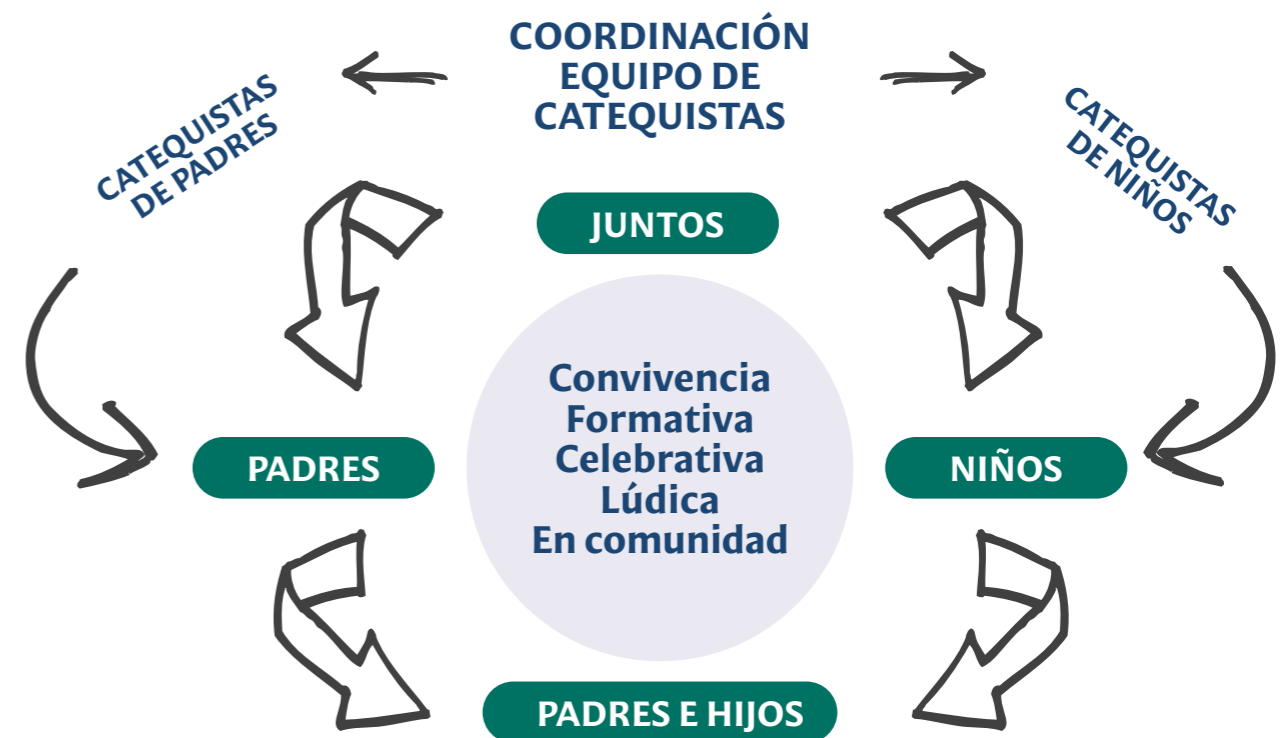 COORDINACIÓN
EQUIPO DE
CATEQUISTAS
CATEQUISTAS
DE PADRES
CATEQUISTAS
DE NIÑOS
JUNTOS
Convivencia
Formativa
Celebrativa
Lúdica
En comunidad
PADRES
NIÑOS
PADRES E HIJOS